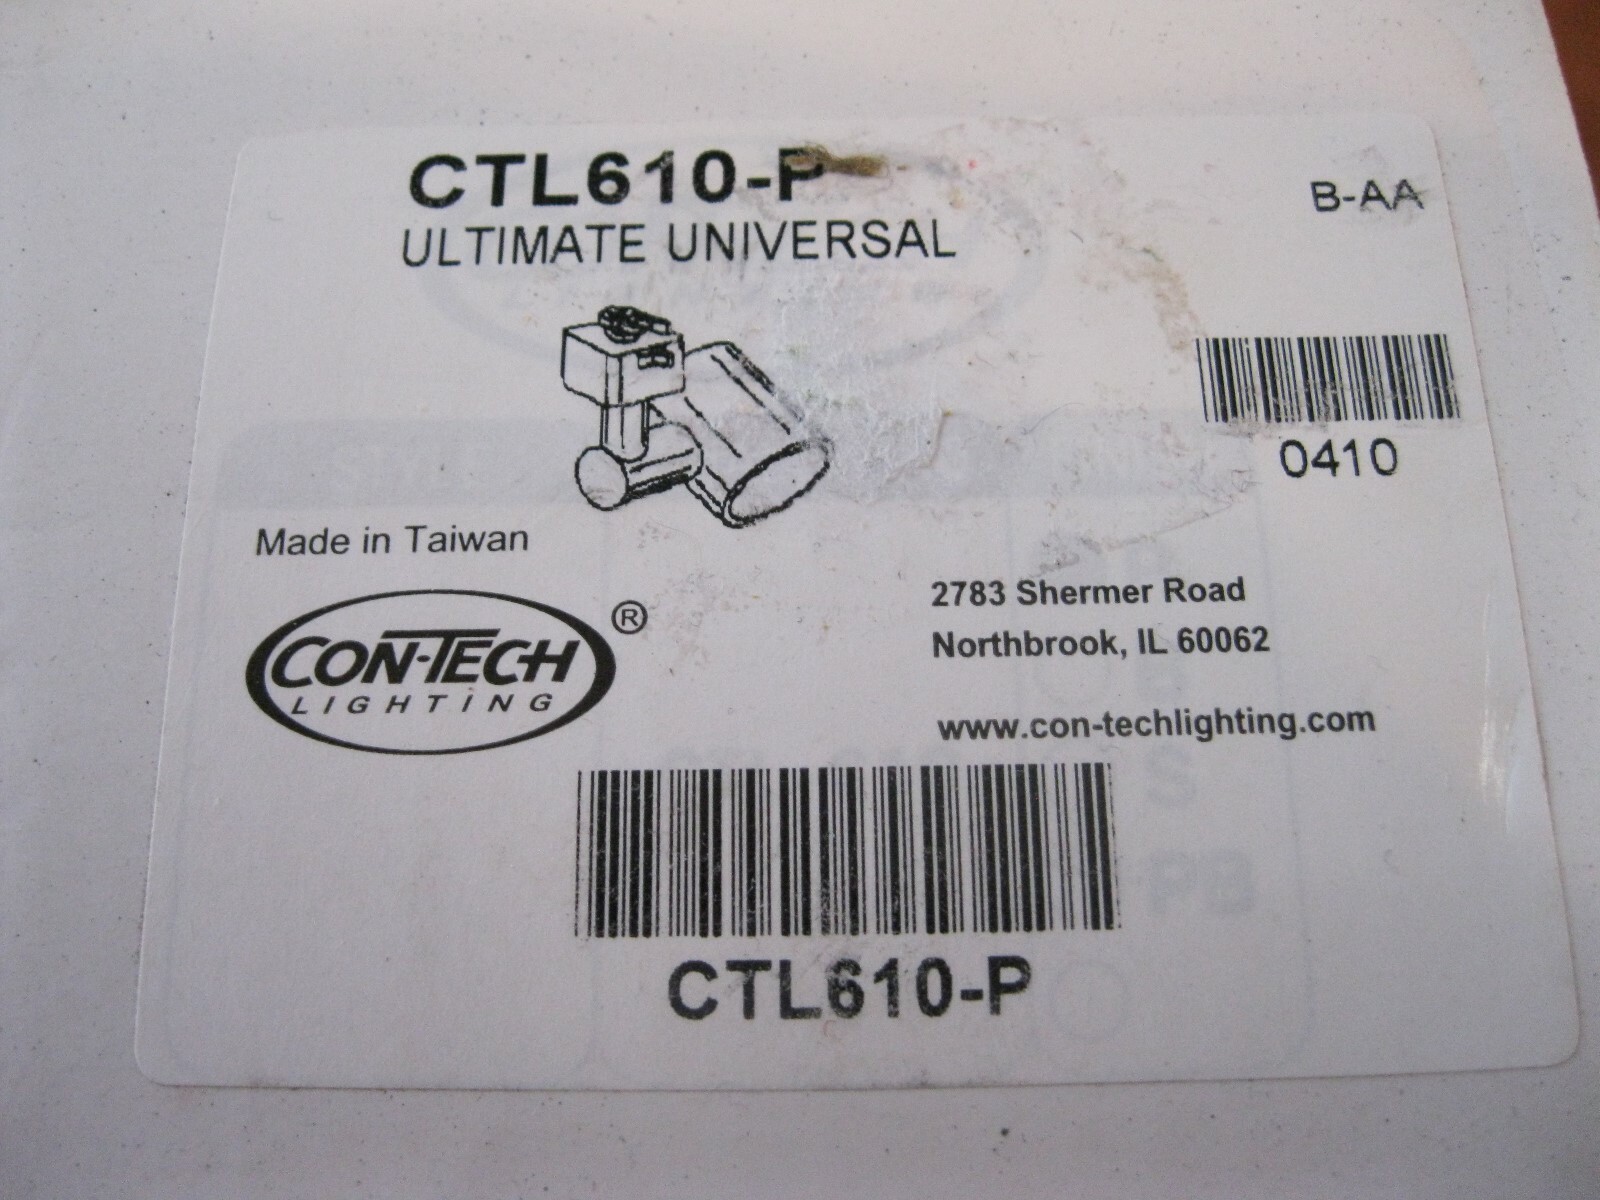 CTL610-P
B-AA
ULTIMATE UNIVERSAL
0410
Made in Taiwan
CON-TECH ®
LIGHTING
2783 Shermer Road
Northbrook, IL 60062
www.con-techlighting.com
CTL610-P